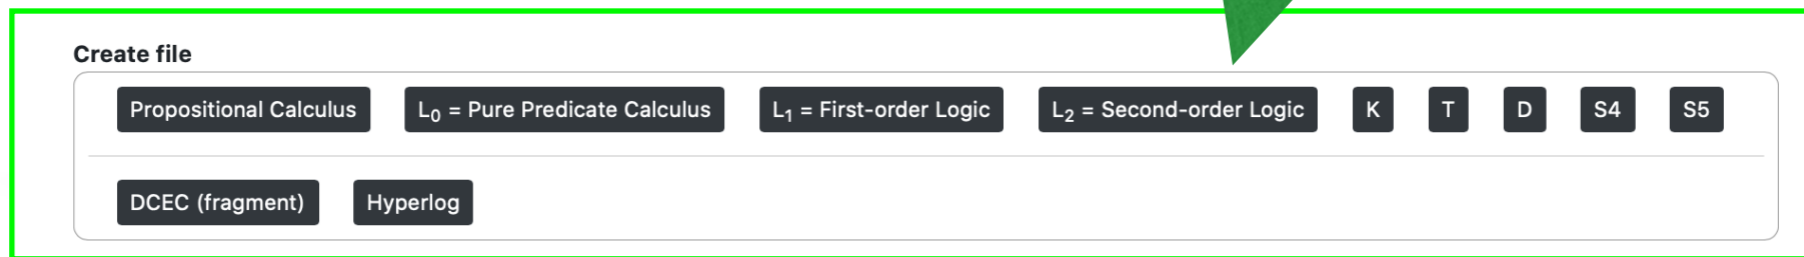 Create file
Propositional Calculus L₀ = Pure Predicate Calculus L₁ = First-order Logic L₂ = Second-order Logic K T D S4 S5
DCEC (fragment) Hyperlog